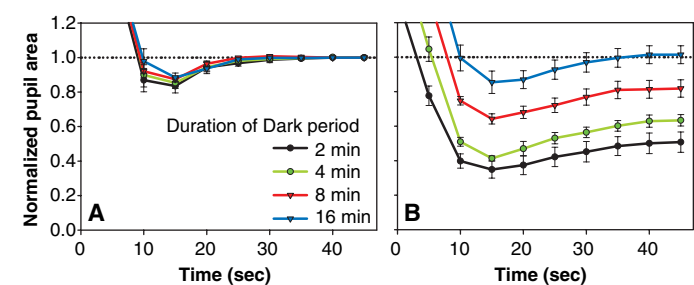 Normalized pupil area
1.2
1.0
0.8
0.6
0.4
0.2
0.0
A
Duration of Dark period
2 min
4 min
8 min
16 min
0 10 20 30 40
Time (sec)
B
0 10 20 30 40
Time (sec)